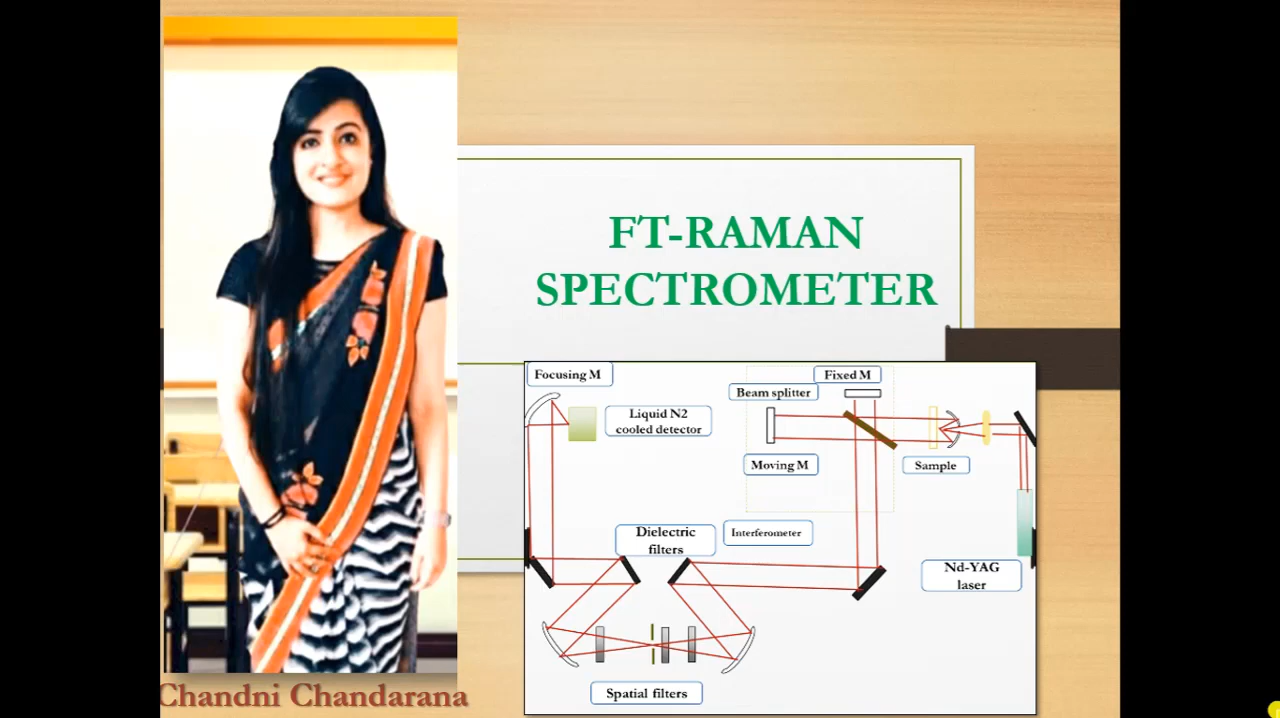 FT-RAMAN
SPECTROMETER
Focusing M
Fixed M
Beam splitter
Liquid N2
cooled detector
Moving M
Sample
Dielectric
filters
Interferometer
Nd-YAG
laser
Spatial filters
Chandni Chandarana